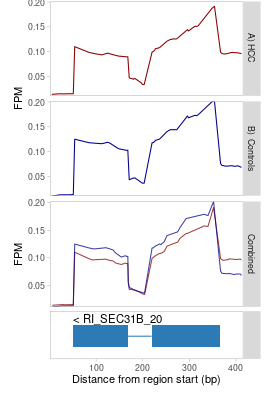 0.20
0.15
0.10
0.05
FPM
A) HCC
0.20
0.15
0.10
0.05
B) Controls
0.20
0.15
0.10
0.05
FPM
Combined
< RI_SEC31B_20
100 200 300 400
Distance from region start (bp)